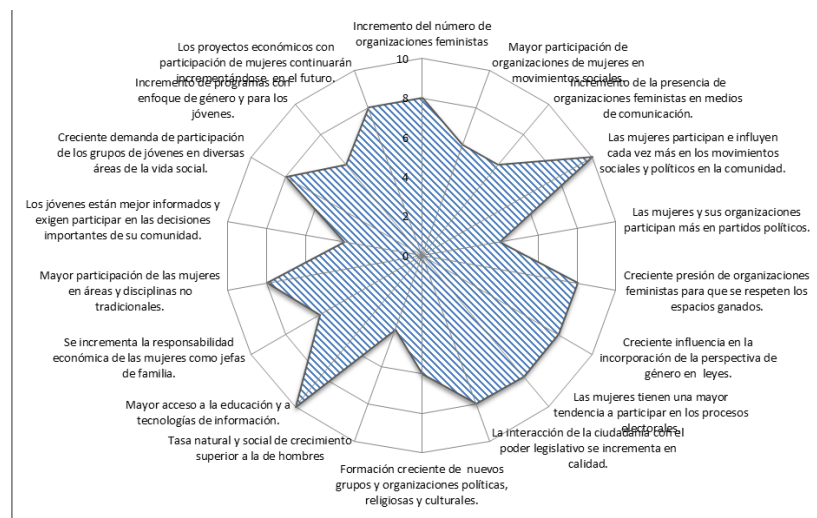 Incremento del número de
organizaciones feministas
Mayor participación de
organizaciones de mujeres en
movimientos sociales.
Incremento de la presencia de
organizaciones feministas en medios
de comunicación.
Las mujeres participan e influyen
cada vez más en los movimientos
sociales y políticos en la comunidad.
Las mujeres y sus organizaciones
participan más en partidos políticos.
Creciente presión de organizaciones
feministas para que se respeten los
espacios ganados.
Creciente influencia en la
incorporación de la perspectiva de
género en leyes.
Las mujeres tienen una mayor
tendencia a participar en los procesos
electorales.
La interacción de la ciudadanía con el
poder legislativo se incrementa en
calidad.
Formación creciente de nuevos
grupos y organizaciones políticas,
religiosas y culturales.
Tasa natural y social de crecimiento
superior a la de hombres
Mayor acceso a la educación y a
tecnologías de información.
Se incrementa la responsabilidad
económica de las mujeres como jefas
de familia.
Mayor participación de las mujeres
en áreas y disciplinas no
tradicionales.
Los jóvenes están mejor informados y
exigen participar en las decisiones
importantes de su comunidad.
Creciente demanda de participación
de los grupos de jóvenes en diversas
áreas de la vida social.
Incremento de programas con
enfoque de género y para los
jóvenes.
Los proyectos económicos con
participación de mujeres continuarán
incrementándose en el futuro.
10
8
6
4
2
0